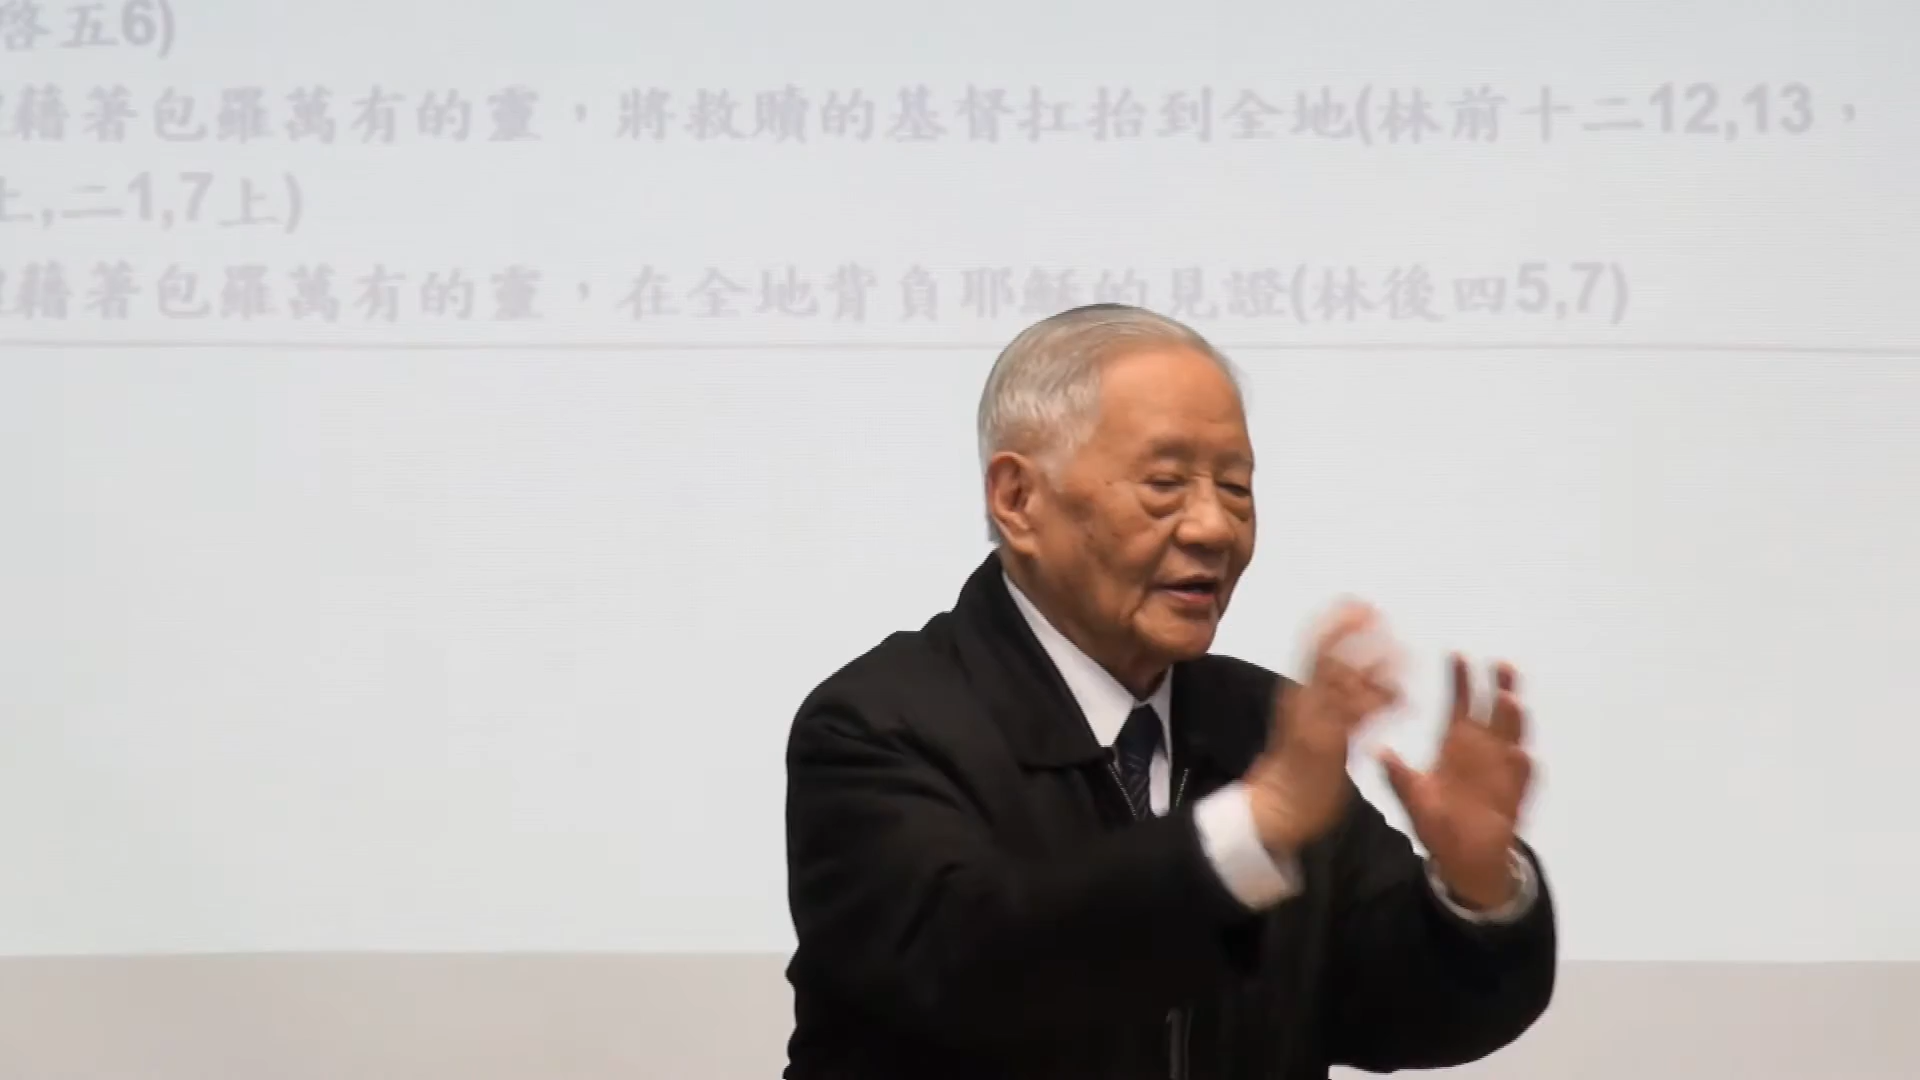 啓五6)
藉著包羅萬有的靈，將救贖的基督扛抬到全地(林前十二12,13，
上,二1,7上)
藉著包羅萬有的靈，在全地背負耶穌的見證(林後四5,7)